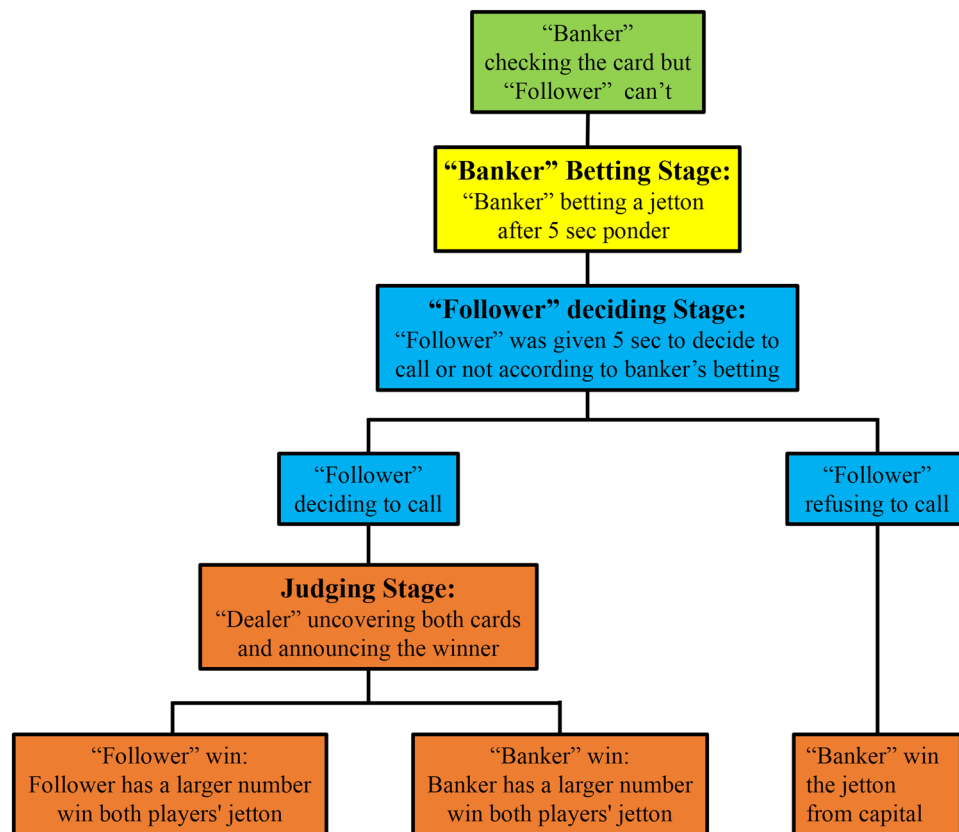 “Banker”
checking the card but
“Follower” can’t
“Banker” Betting Stage:
“Banker” betting a jetton
after 5 sec ponder
“Follower” deciding Stage:
“Follower” was given 5 sec to decide to
call or not according to banker’s betting
“Follower”
deciding to call
“Follower”
refusing to call
Judging Stage:
“Dealer” uncovering both cards
and announcing the winner
“Follower” win:
Follower has a larger number
win both players' jetton
“Banker” win:
Banker has a larger number
win both players' jetton
“Banker” win
the jetton
from capital